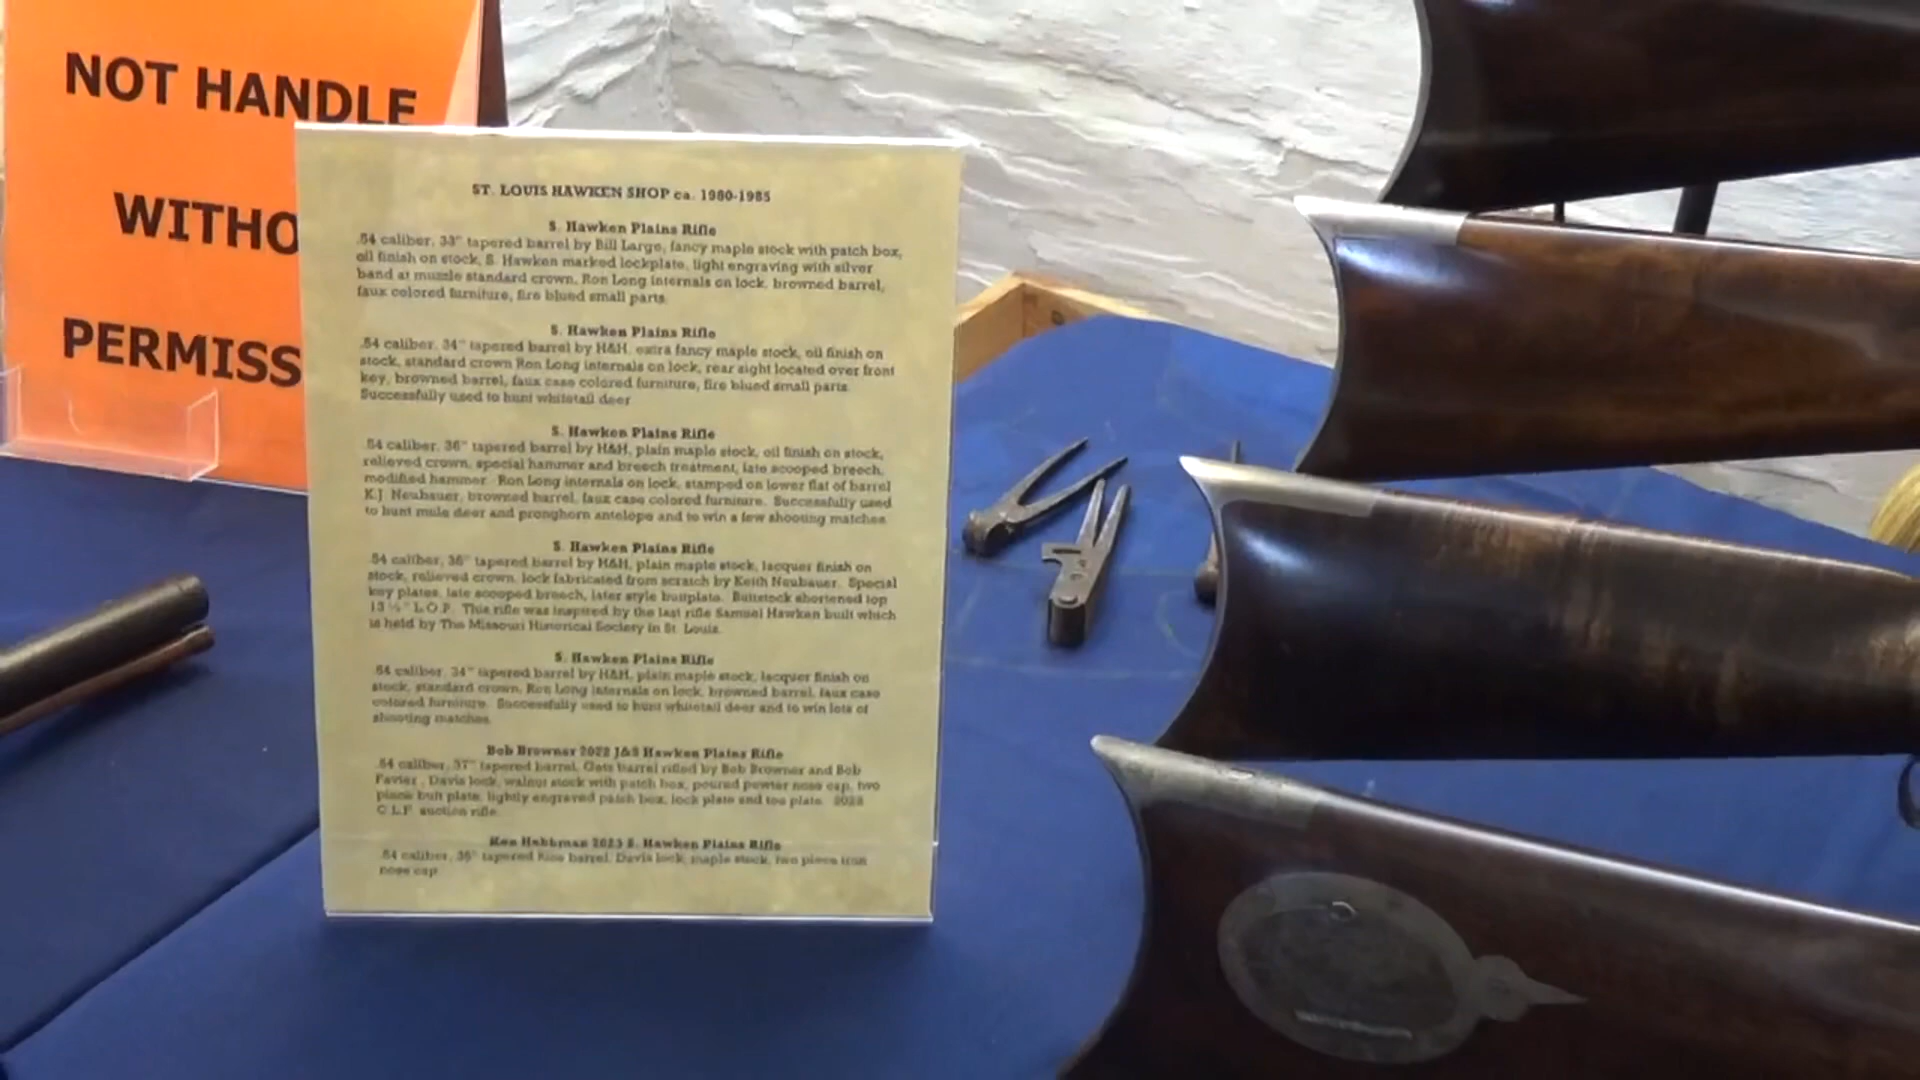 NOT HANDLE
WITHO
PERMISS
ST. LOUIS HAWKEN SHOP ca. 1980-1985
S. Hawken Plains Rifle
.54 caliber, 33" tapered barrel by Bill Large, fancy maple stock with patch box,
oil finish on stock, S. Hawken marked lockplate, light engraving with silver
band at muzzle standard crown, Ron Long internals on lock, browned barrel,
faux colored furniture, fire blued small parts.
S. Hawken Plains Rifle
.54 caliber, 34" tapered barrel by H&H, extra fancy maple stock, oil finish on
stock, standard crown Ron Long internals on lock, rear sight located over front
key, browned barrel, faux case colored furniture, fire blued small parts.
Successfully used to hunt whitetail deer
S. Hawken Plains Rifle
.54 caliber, 36" tapered barrel by H&H, plain maple stock, oil finish on stock,
relieved crown, special hammer and breech treatment, late scooped breech,
modified hammer. Ron Long internals on lock, stamped on lower flat of barrel
K.J. Neubauer, browned barrel, faux case colored furniture. Successfully used
to hunt mule deer and pronghorn antelope and to win a few shooting matches.
S. Hawken Plains Rifle
.54 caliber, 36" tapered barrel by H&H, plain maple stock, lacquer finish on
stock, relieved crown, lock fabricated from scratch by Keith Neubauer. Special
key plates, late scooped breech, later style buttplate. Buttstock shortened top
13 ½" L.O.P. This rifle was inspired by the last rifle Samuel Hawken built which
is held by The Missouri Historical Society in St. Louis.
S. Hawken Plains Rifle
.54 caliber, 34" tapered barrel by H&H, plain maple stock, lacquer finish on
stock, standard crown, Ron Long internals on lock, browned barrel, faux case
colored furniture. Successfully used to hunt whitetail deer and to win lots of
shooting matches.
Bob Browner 2022 J&S Hawken Plains Rifle
.54 caliber, 37" tapered barrel, barrel rifled by Bob Browner and Bob
Davis lock, walnut stock with patch box, poured pewter nose cap, two
piece butt plate, lightly engraved patch box, lock plate and toe plate. 2022
auction rifle.
2023 S. Hawken Plains Rifle
.54 caliber, 36" tapered Rice barrel, Davis lock, maple stock, two piece iron
nose cap